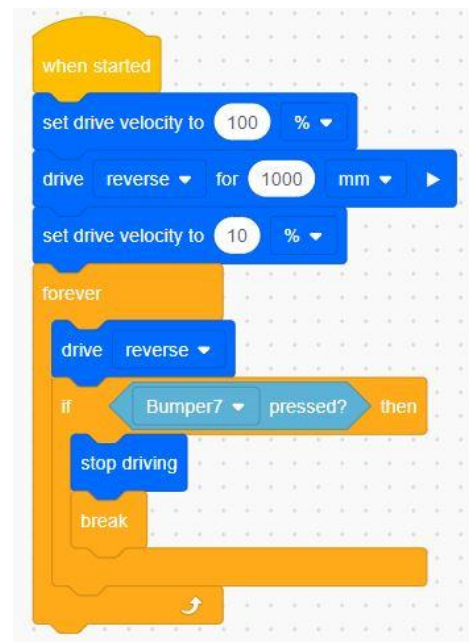 when started
set drive velocity to 100 %
drive reverse for 1000 mm
set drive velocity to 10 %
forever
drive reverse
if Bumper7 pressed? then
stop driving
break